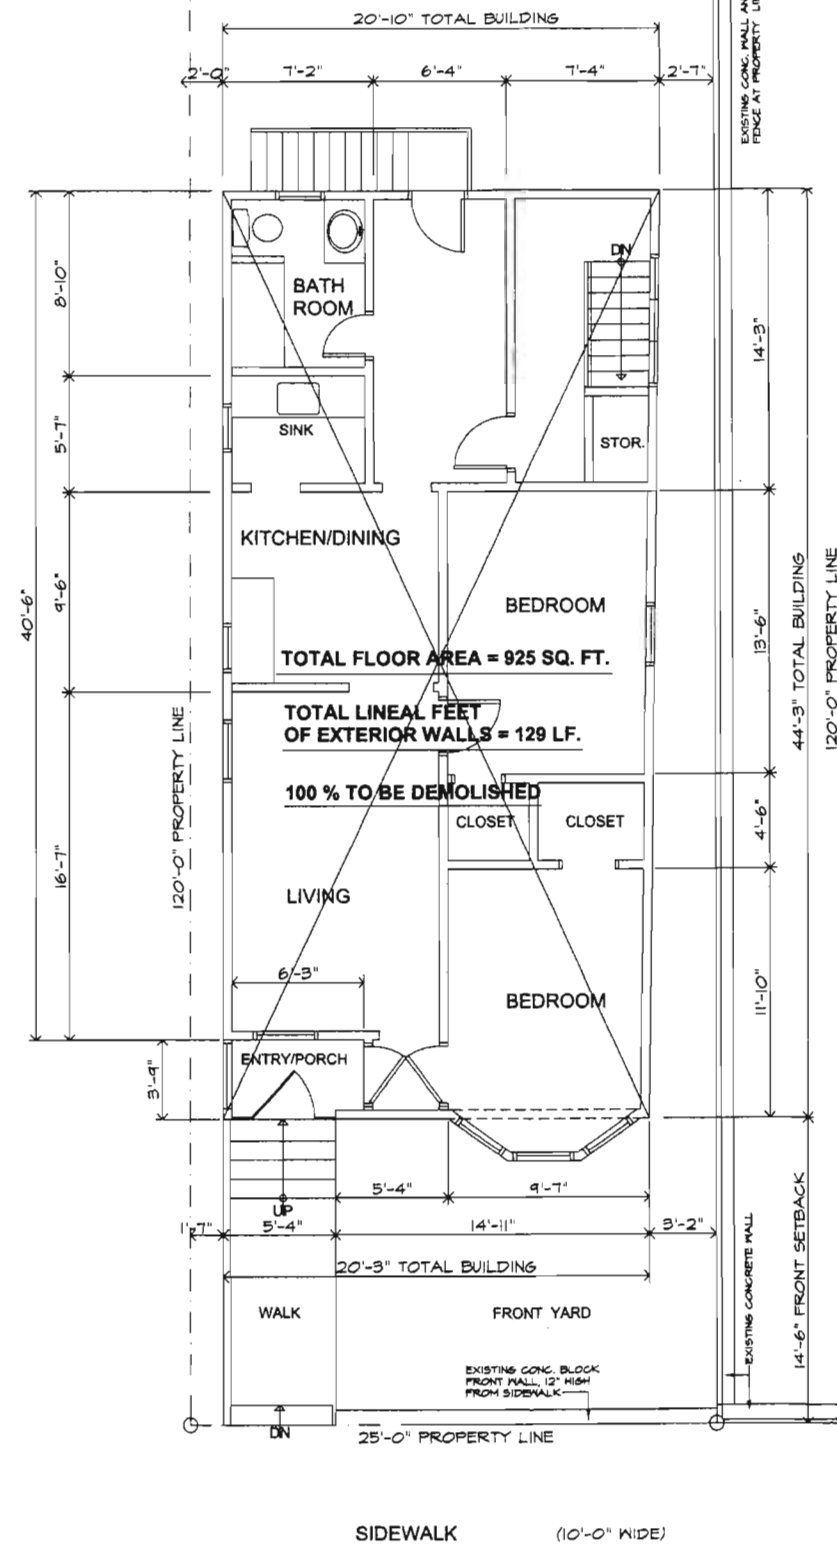 20'-10" TOTAL BUILDING
2'-0" 7'-2" 6'-4" 7'-4" 2'-7"
EXISTING CONC. WALL
FENCE AT PROPERTY
DN
BATH
ROOM
8'-10"
14'-3"
5'-7"
SINK
STOR.
KITCHEN/DINING
40'-6"
9'-6"
BEDROOM
13'-6"
44'-3" TOTAL BUILDING
120'-0" PROPERTY LINE
TOTAL FLOOR AREA = 925 SQ. FT.
TOTAL LINEAL FEET
OF EXTERIOR WALLS = 129 LF.
100 % TO BE DEMOLISHED
120'-0" PROPERTY LINE
CLOSET CLOSET
4'-6"
16'-7"
LIVING
6'-3"
BEDROOM
11'-10"
ENTRY/PORCH
3'-9"
5'-4" 9'-7"
UP
1'-7" 5'-4" 14'-11" 3'-2"
20'-3" TOTAL BUILDING
EXISTING CONCRETE WALL
14'-6" FRONT SETBACK
WALK FRONT YARD
EXISTING CONC. BLOCK
FRONT WALL, 12" HIGH
FROM SIDEWALK
DN
25'-0" PROPERTY LINE
SIDEWALK (10'-0" WIDE)